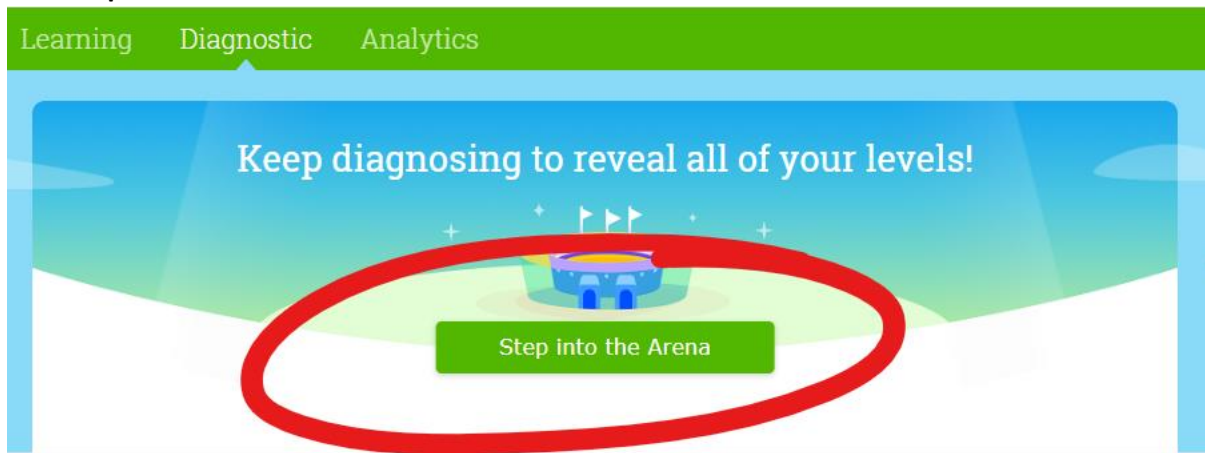 Learning Diagnostic Analytics
Keep diagnosing to reveal all of your levels!
Step into the Arena